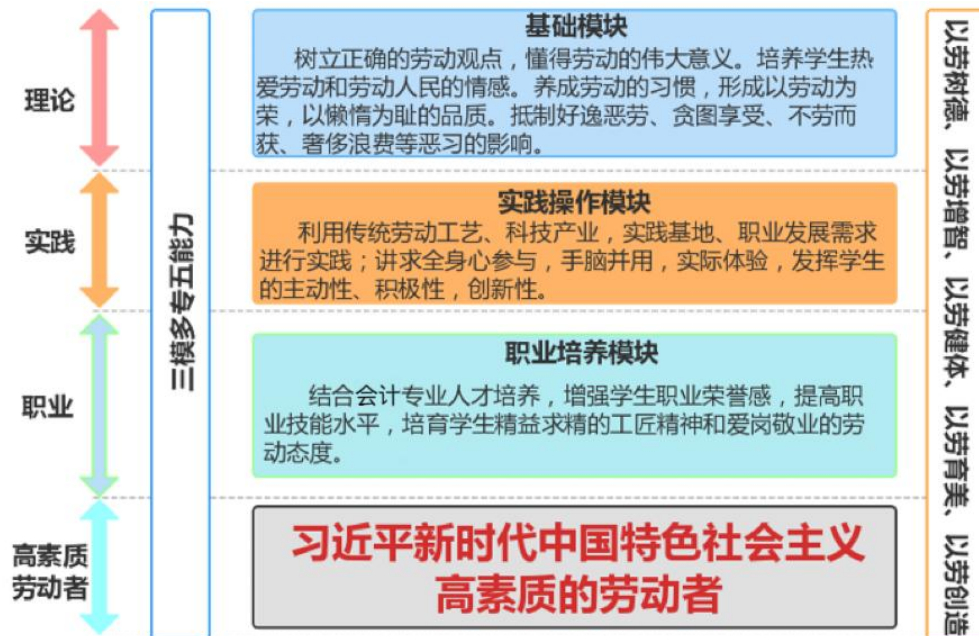 理论
三模多专五能力
基础模块
树立正确的劳动观点，懂得劳动的伟大意义。培养学生热
爱劳动和劳动人民的情感。养成劳动的习惯，形成以劳动为
荣，以懒惰为耻的品质。抵制好逸恶劳、贪图享受、不劳而
获、奢侈浪费等恶习的影响。
实践
实践操作模块
利用传统劳动工艺、科技产业，实践基地、职业发展需求
进行实践；讲求全身心参与，手脑并用，实际体验，发挥学生
的主动性、积极性，创新性。
职业
职业培养模块
结合会计专业人才培养，增强学生职业荣誉感，提高职
业技能水平，培育学生精益求精的工匠精神和爱岗敬业的劳
动态度。
高素质
劳动者
习近平新时代中国特色社会主义
高素质的劳动者
以劳树德、以劳增智、以劳健体、以劳育美、以劳创造